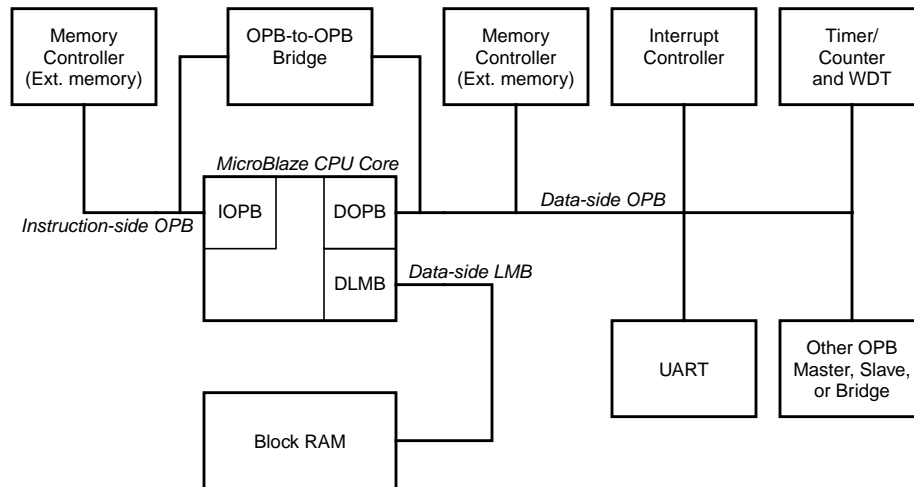 Memory
Controller
(Ext. memory)
OPB-to-OPB
Bridge
Memory
Controller
(Ext. memory)
Interrupt
Controller
Timer/
Counter
and WDT
MicroBlaze CPU Core
IOPB
DOPB
Instruction-side OPB
Data-side OPB
DLMB
Data-side LMB
UART
Other OPB
Master, Slave,
or Bridge
Block RAM